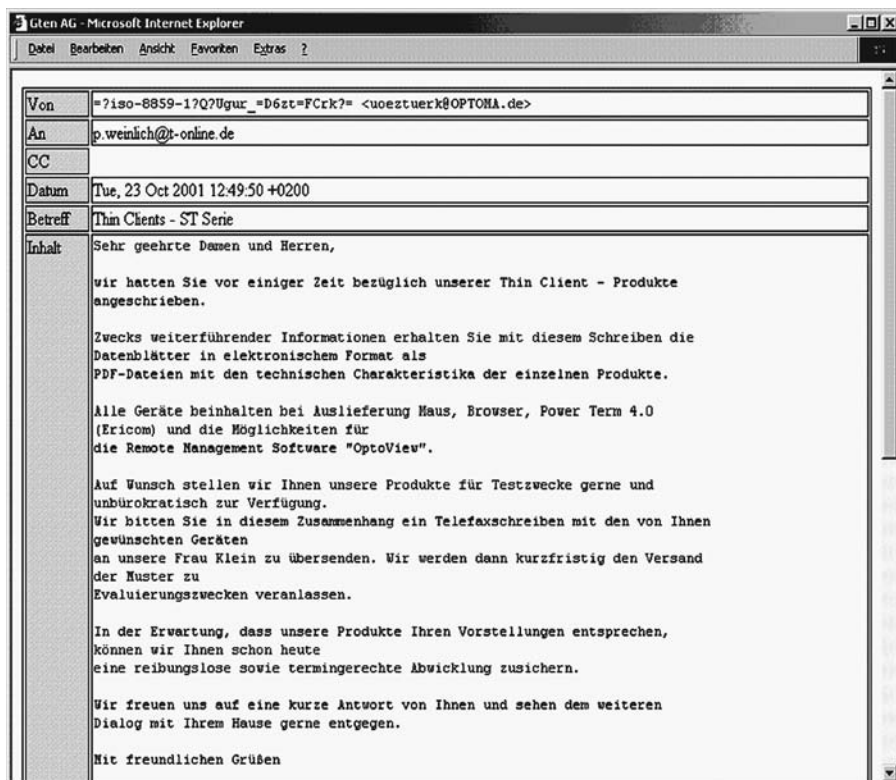 Gten AG - Microsoft Internet Explorer
Datei Bearbeiten Ansicht Favoriten Extras ?
Von =?iso-8859-1?Q?Ugur_=D6zt=FCrk?= <uoeztuerk@OPTOMA.de>
An p.weinlich@t-online.de
CC
Datum Tue, 23 Oct 2001 12:49:50 +0200
Betreff Thin Clients - ST Serie
Inhalt Sehr geehrte Damen und Herren,
wir hatten Sie vor einiger Zeit bezüglich unserer Thin Client - Produkte
angeschrieben.
Zwecks weiterführender Informationen erhalten Sie mit diesem Schreiben die
Datenblätter in elektronischem Format als
PDF-Dateien mit den technischen Charakteristika der einzelnen Produkte.
Alle Geräte beinhalten bei Auslieferung Maus, Browser, Power Term 4.0
(Ericom) und die Möglichkeiten für
die Remote Management Software "OptoView".
Auf Wunsch stellen wir Ihnen unsere Produkte für Testzwecke gerne und
unbürokratisch zur Verfügung.
Wir bitten Sie in diesem Zusammenhang ein Telefaxschreiben mit den von Ihnen
gewünschten Geräten
an unsere Frau Klein zu übersenden. Wir werden dann kurzfristig den Versand
der Muster zu
Evaluierungszwecken veranlassen.
In der Erwartung, dass unsere Produkte Ihren Vorstellungen entsprechen,
können wir Ihnen schon heute
eine reibungslose sowie termingerechte Abwicklung zusichern.
Wir freuen uns auf eine kurze Antwort von Ihnen und sehen dem weiteren
Dialog mit Ihrem Hause gerne entgegen.
Mit freundlichen Grüßen